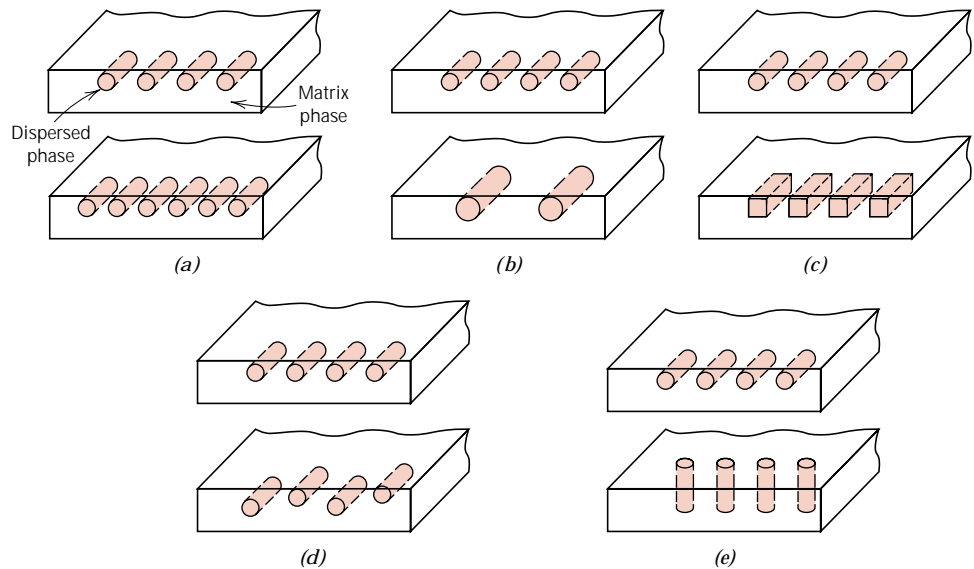 Matrix
phase
Dispersed
phase
(a)
(b)
(c)
(d)
(e)